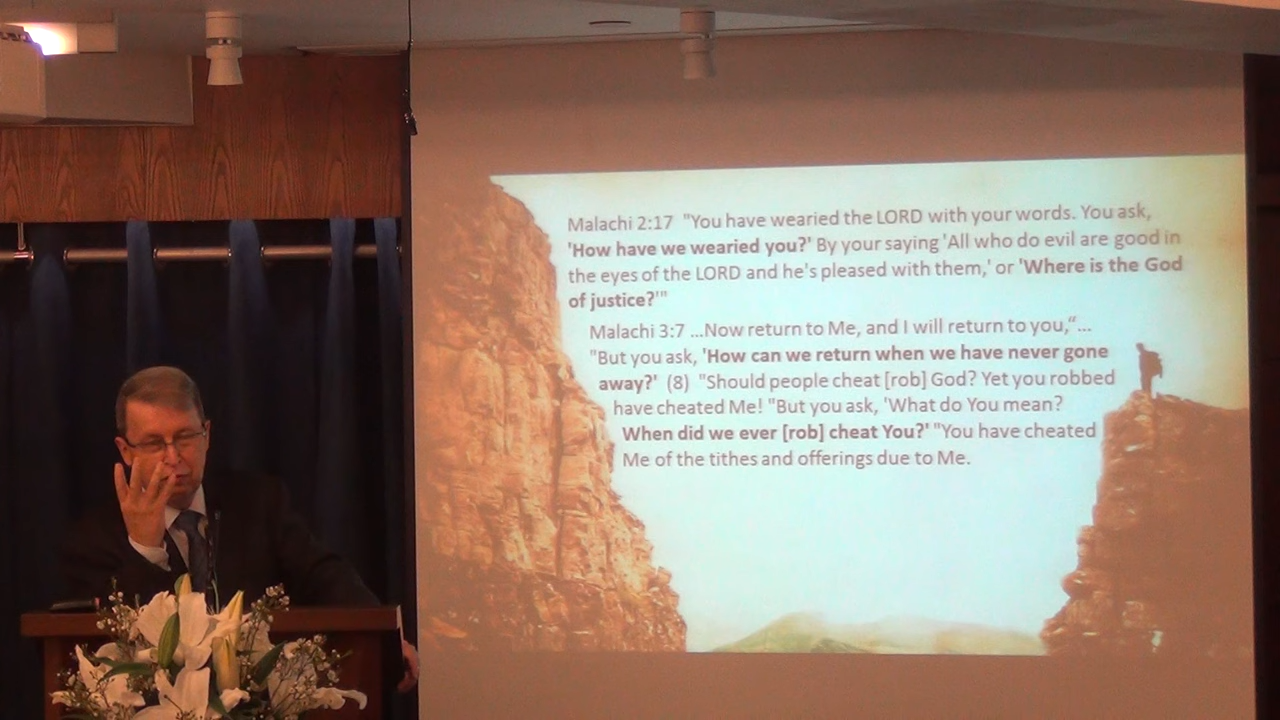 Malachi 2:17 "You have wearied the LORD with your words. You ask,
'How have we wearied you?' By your saying 'All who do evil are good in
the eyes of the LORD and he's pleased with them,' or 'Where is the God
of justice?'"
Malachi 3:7 ...Now return to Me, and I will return to you,“...
"But you ask, 'How can we return when we have never gone
away?' (8) "Should people cheat [rob] God? Yet you robbed
have cheated Me! "But you ask, 'What do You mean?
When did we ever [rob] cheat You?' "You have cheated
Me of the tithes and offerings due to Me.